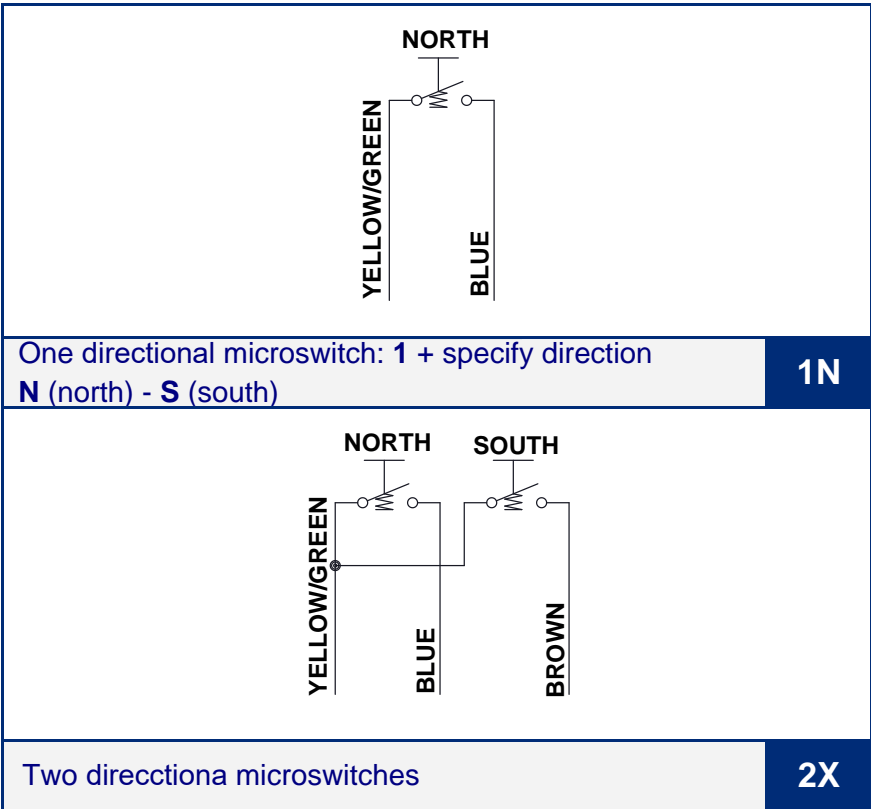 NORTH
YELLOW/GREEN
BLUE
One directional microswitch: 1 + specify direction
N (north) - S (south)
1N
NORTH SOUTH
YELLOW/GREEN
BLUE
BROWN
Two direcctiona microswitches
2X